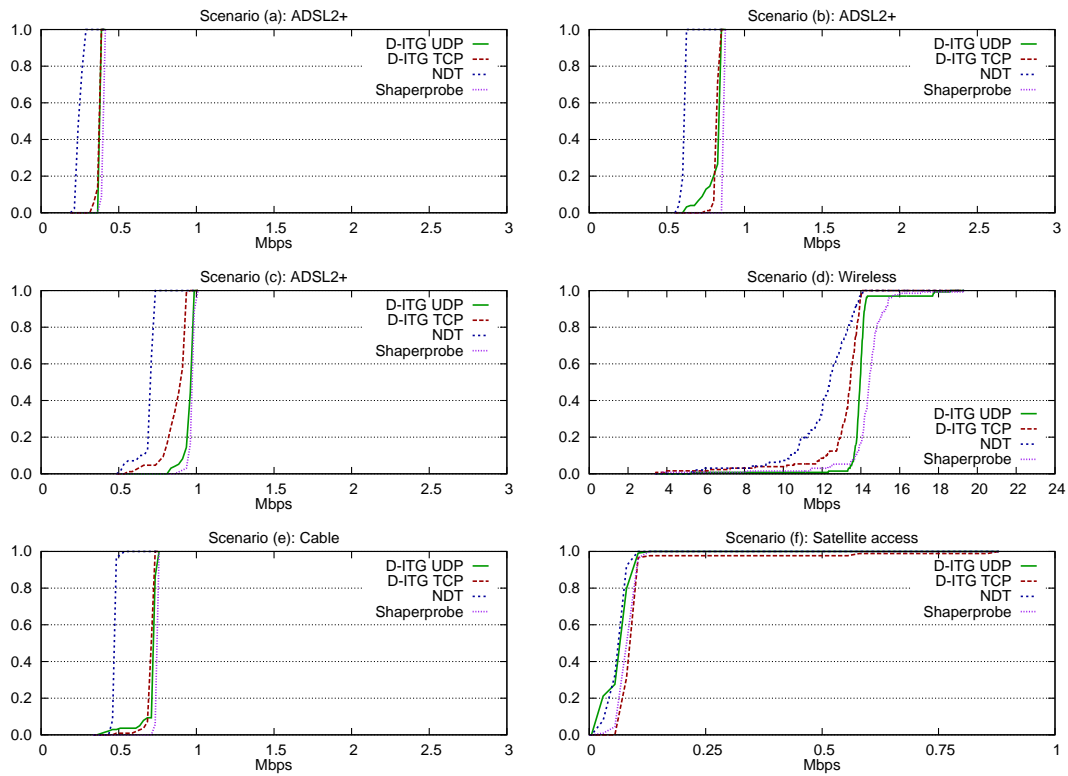 Scenario (a): ADSL2+
1.0
0.8
0.6
0.4
0.2
0.0
D-ITG UDP
D-ITG TCP
NDT
Shaperprobe
0.5 1 1.5 2 2.5 3
Mbps
Scenario (b): ADSL2+
1.0
0.8
0.6
0.4
0.2
0.0
D-ITG UDP
D-ITG TCP
NDT
Shaperprobe
0.5 1 1.5 2 2.5 3
Mbps
Scenario (c): ADSL2+
1.0
0.8
0.6
0.4
0.2
0.0
D-ITG UDP
D-ITG TCP
NDT
Shaperprobe
0.5 1 1.5 2 2.5 3
Mbps
Scenario (d): Wireless
1.0
0.8
0.6
0.4
0.2
0.0
D-ITG UDP
D-ITG TCP
NDT
Shaperprobe
0 2 4 6 8 10 12 14 16 18 20 22 24
Mbps
Scenario (e): Cable
1.0
0.8
0.6
0.4
0.2
0.0
D-ITG UDP
D-ITG TCP
NDT
Shaperprobe
0.5 1 1.5 2 2.5 3
Mbps
Scenario (f): Satellite access
1.0
0.8
0.6
0.4
0.2
0.0
D-ITG UDP
D-ITG TCP
NDT
Shaperprobe
0 0.25 0.5 0.75 1
Mbps